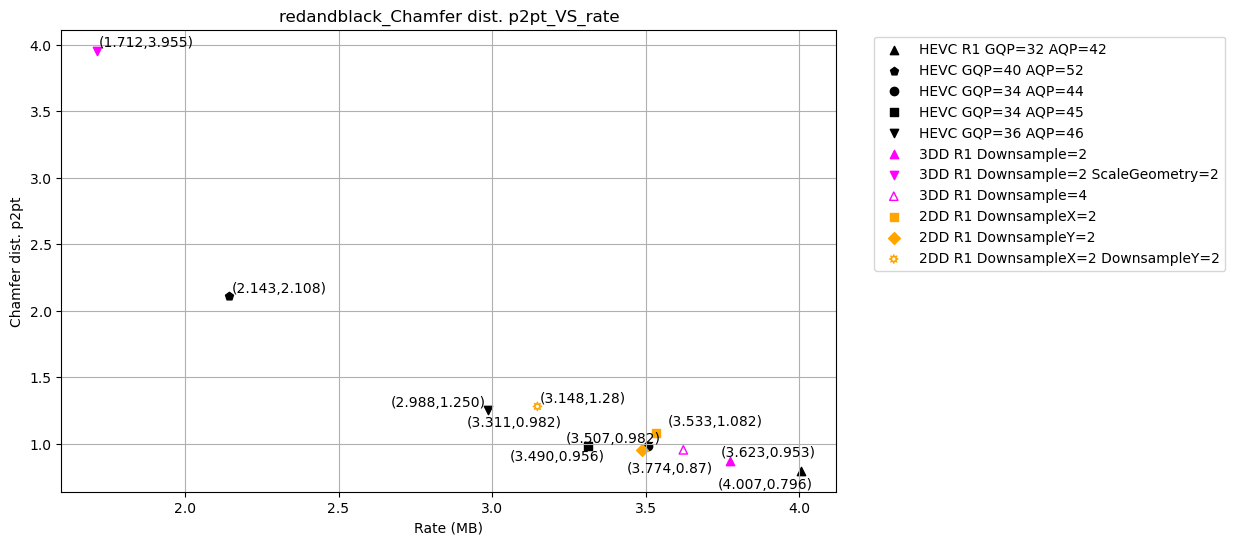 redandblack_Chamfer dist. p2pt_VS_rate
Chamfer dist. p2pt
4.0
3.5
3.0
2.5
2.0
1.5
1.0
(1.712,3.955)
(2.143,2.108)
(2.988,1.250)
(3.148,1.28)
(3.311,0.982)
(3.533,1.082)
(3.507,0.982)
(3.490,0.956)
(3.623,0.953)
(3.774,0.87)
(4.007,0.796)
2.0
2.5
3.0
3.5
4.0
Rate (MB)
HEVC R1 GQP=32 AQP=42
HEVC GQP=40 AQP=52
HEVC GQP=34 AQP=44
HEVC GQP=34 AQP=45
HEVC GQP=36 AQP=46
3DD R1 Downsample=2
3DD R1 Downsample=2 ScaleGeometry=2
3DD R1 Downsample=4
2DD R1 DownsampleX=2
2DD R1 DownsampleY=2
2DD R1 DownsampleX=2 DownsampleY=2